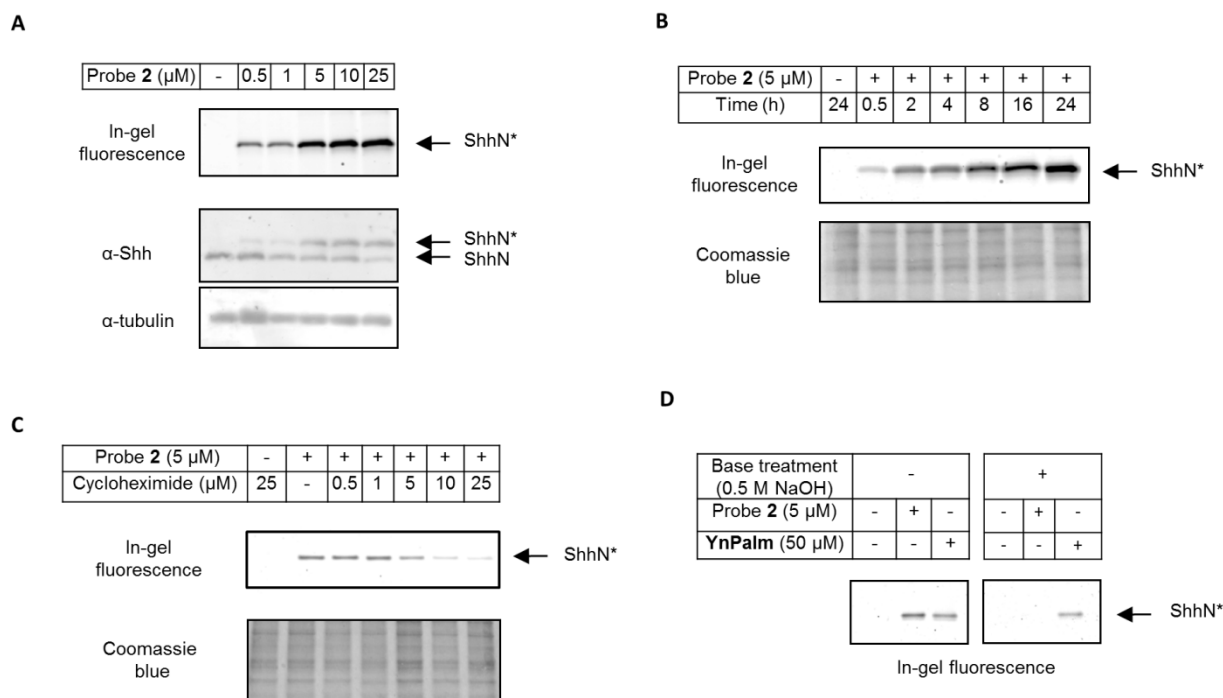 A
Probe 2 (µM) - 0.5 1 5 10 25
In-gel
fluorescence
ShhN*
α-Shh
ShhN*
ShhN
α-tubulin
B
Probe 2 (5 µM) - + + + + + +
Time (h) 24 0.5 2 4 8 16 24
In-gel
fluorescence
ShhN*
Coomassie
blue
C
Probe 2 (5 µM) - + + + + + +
Cycloheximide (µM) 25 - 0.5 1 5 10 25
In-gel
fluorescence
ShhN*
Coomassie
blue
D
Base treatment
(0.5 M NaOH) - +
Probe 2 (5 µM) - + - - + -
YnPalm (50 µM) - - + - - +
ShhN*
In-gel fluorescence